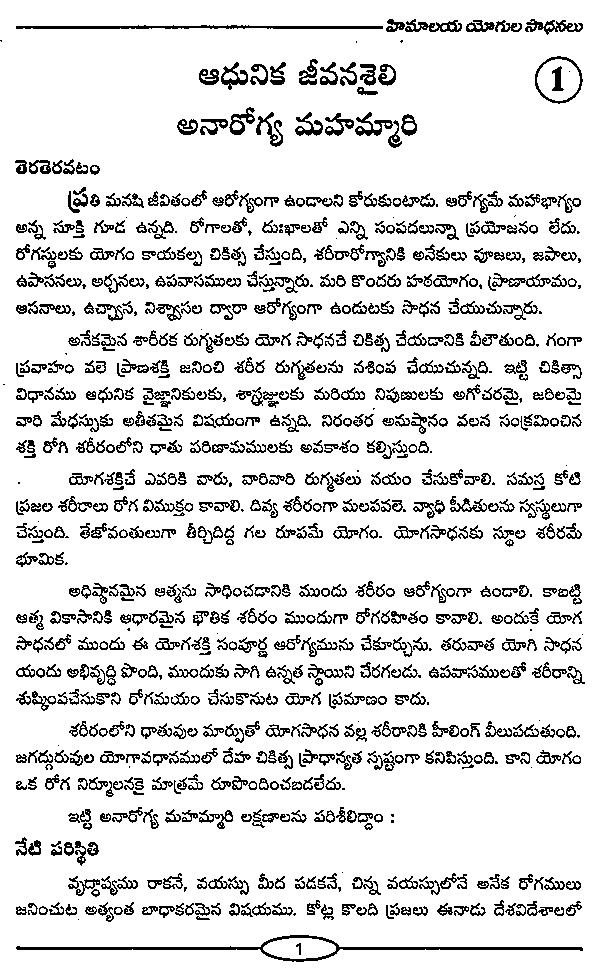 హిమాలయ యోగుల సాధనలు
ఆధునిక జీవనశైలి
1
అనారోగ్య మహమ్మారి
తెరతెరవటం
ప్రతి మనషి జీవితంలో ఆరోగ్యంగా ఉండాలని కోరుకుంటాడు. ఆరోగ్యమే మహాభాగ్యం
అన్న సూక్తి గూడ ఉన్నది. రోగాలతో, దుఃఖాలతో ఎన్ని సంపదలున్నా ప్రయోజనం లేదు.
రోగస్థులకు యోగం కాయకల్ప చికిత్స చేస్తుంది, శరీరారోగ్యానికి అనేకులు పూజలు, జపాలు,
ఉపాసనలు, అర్చనలు, ఉపవాసములు చేస్తున్నారు. మరి కొందరు హఠయోగం, ప్రాణాయామం,
ఆసనాలు, ఉచ్ఛ్వాస, నిశ్శ్వాసల ద్వారా ఆరోగ్యంగా ఉండుటకు సాధన చేయుచున్నారు.
అనేకమైన శారీరక రుగ్మతలకు యోగ సాధనచే చికిత్స చేయడానికి వీలౌతుంది. గంగా
ప్రవాహం వలె ప్రాణశక్తి జనించి శరీర రుగ్మతలను నశింప చేయుచున్నది. ఇట్టి చికిత్సా
విధానము ఆధునిక వైజ్ఞానికులకు, శాస్త్రజ్ఞులకు మరియు నిపుణులకు అగోచరమై, జఠిలమై
వారి మేధస్సుకు అతీతమైన విషయంగా ఉన్నది. నిరంతర అనుష్ఠానం వలన సంక్రమించిన
శక్తి రోగి శరీరంలోని ధాతు పరిణామములకు అవకాశం కల్పిస్తుంది.
యోగశక్తిచే ఎవరికి వారు, వారివారి రుగ్మతలు నయం చేసుకోవాలి. సమస్త కోటి
ప్రజల శరీరాలు రోగ విముక్తం కావాలి. దివ్య శరీరంగా మలపవలె. వ్యాధి పీడితులను స్వస్థులుగా
చేస్తుంది. తేజోవంతులుగా తీర్చిదిద్ద గల రూపమే యోగం. యోగసాధనకు స్థూల శరీరమే
భూమిక.
అధిష్ఠానమైన ఆత్మను సాధించడానికి ముందు శరీరం ఆరోగ్యంగా ఉండాలి. కాబట్టి
ఆత్మ వికాసానికి ఆధారమైన భౌతిక శరీరం ముందుగా రోగరహితం కావాలి. అందుకే యోగ
సాధనలో ముందు ఈ యోగశక్తి సంపూర్ణ ఆరోగ్యమును చేకూర్చును. తరువాత యోగి సాధన
యందు అభివృద్ధి పొంది, ముందుకు సాగి ఉన్నత స్థాయిని చేరగలడు. ఉపవాసములతో శరీరాన్ని
శుష్కింపచేసుకొని రోగమయం చేసుకొనుట యోగ ప్రమాణం కాదు.
శరీరంలోని ధాతువుల మార్పుతో యోగసాధన వల్ల శరీరానికి హీలింగ్ వీలుపడుతుంది.
జగద్గురువుల యోగావధానములో దేహ చికిత్స ప్రాధాన్యత స్పష్టంగా కనిపిస్తుంది. కాని యోగం
ఒక రోగ నిర్మూలనకై మాత్రమే రూపొందించబడలేదు.
ఇట్టి అనారోగ్య మహమ్మారి లక్షణాలను పరిశీలిద్దాం :
నేటి పరిస్థితి
వృద్ధాప్యము రాకనే, వయస్సు మీద పడకనే, చిన్న వయస్సులోనే అనేక రోగములు
జనించుట అత్యంత బాధాకరమైన విషయము. కోట్ల కొలది ప్రజలు ఈనాడు దేశవిదేశాలలో
1